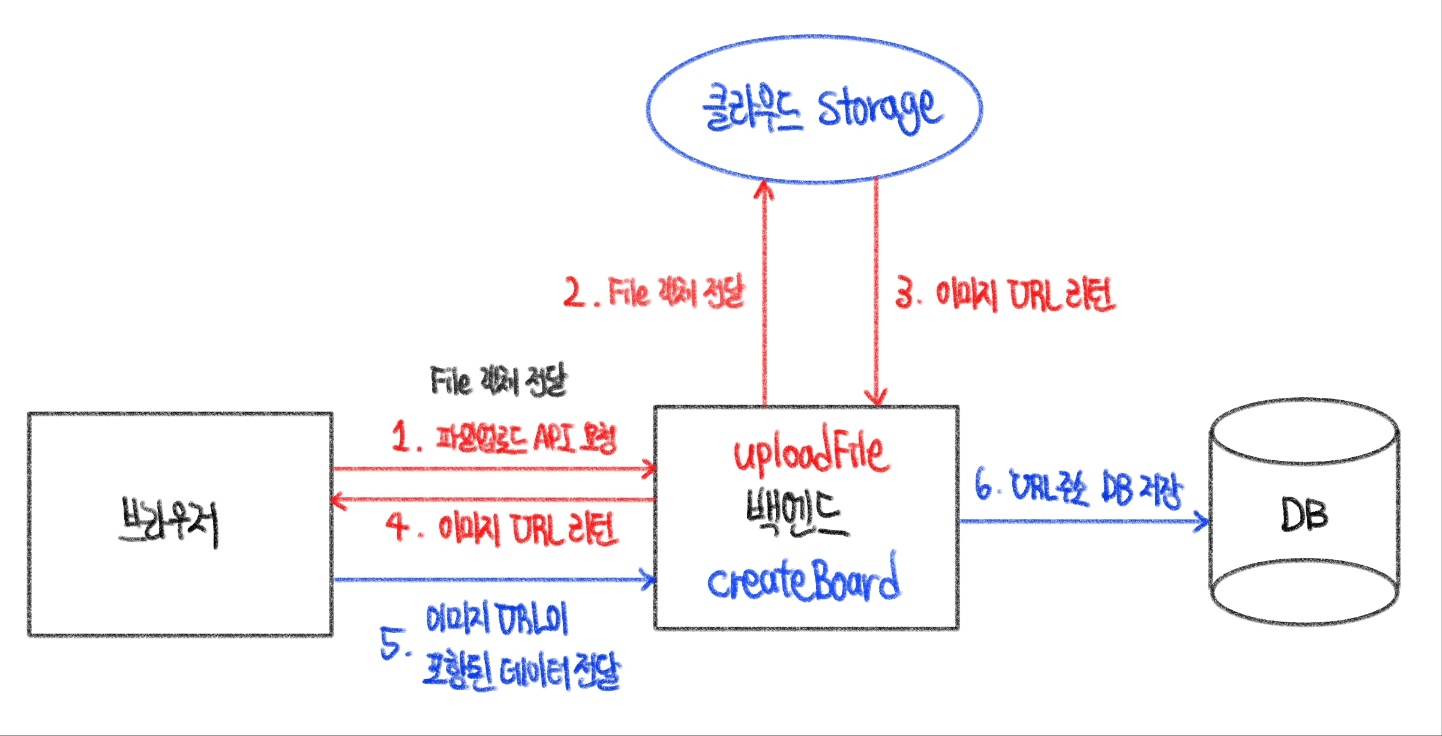 클라우드 Storage
2. File 객체 전달
3. 이미지 URL 리턴
File 객체 전달
1. 파일업로드 API 요청
브라우저
4. 이미지 URL 리턴
uploadFile
백엔드
createBoard
6. URL주소 DB 저장
DB
5. 이미지 URL이
포함된 데이터 전달